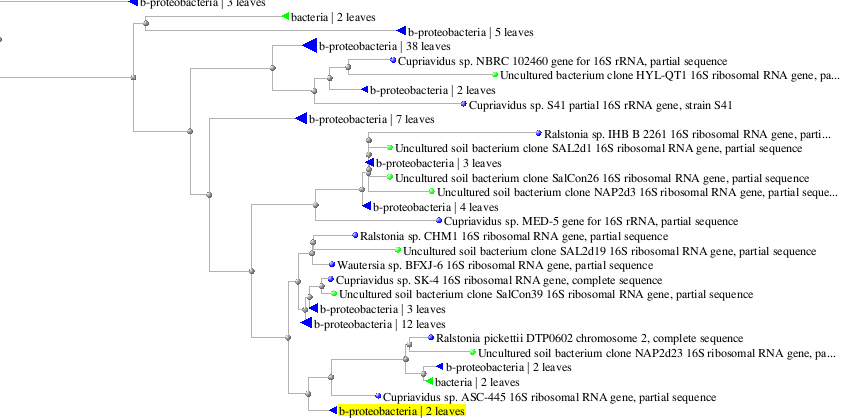 b-proteobacteria | 3 leaves
bacteria | 2 leaves
b-proteobacteria | 5 leaves
b-proteobacteria | 38 leaves
Cupriavidus sp. NBRC 102460 gene for 16S rRNA, partial sequence
Uncultured bacterium clone HYL-QT1 16S ribosomal RNA gene, pa...
b-proteobacteria | 2 leaves
Cupriavidus sp. S41 partial 16S rRNA gene, strain S41
b-proteobacteria | 7 leaves
Ralstonia sp. IHB B 2261 16S ribosomal RNA gene, parti...
Uncultured soil bacterium clone SAL2d1 16S ribosomal RNA gene, partial sequence
b-proteobacteria | 3 leaves
Uncultured soil bacterium clone SalCon26 16S ribosomal RNA gene, partial sequence
Uncultured soil bacterium clone NAP2d3 16S ribosomal RNA gene, partial seque...
b-proteobacteria | 4 leaves
Cupriavidus sp. MED-5 gene for 16S rRNA, partial sequence
Ralstonia sp. CHM1 16S ribosomal RNA gene, partial sequence
Uncultured soil bacterium clone SAL2d19 16S ribosomal RNA gene, partial sequence
Wautersia sp. BFXJ-6 16S ribosomal RNA gene, partial sequence
Cupriavidus sp. SK-4 16S ribosomal RNA gene, complete sequence
Uncultured soil bacterium clone SalCon39 16S ribosomal RNA gene, partial sequence
b-proteobacteria | 3 leaves
b-proteobacteria | 12 leaves
Ralstonia pickettii DTP0602 chromosome 2, complete sequence
Uncultured soil bacterium clone NAP2d23 16S ribosomal RNA gene, pa...
b-proteobacteria | 2 leaves
bacteria | 2 leaves
Cupriavidus sp. ASC-445 16S ribosomal RNA gene, partial sequence
b-proteobacteria | 2 leaves